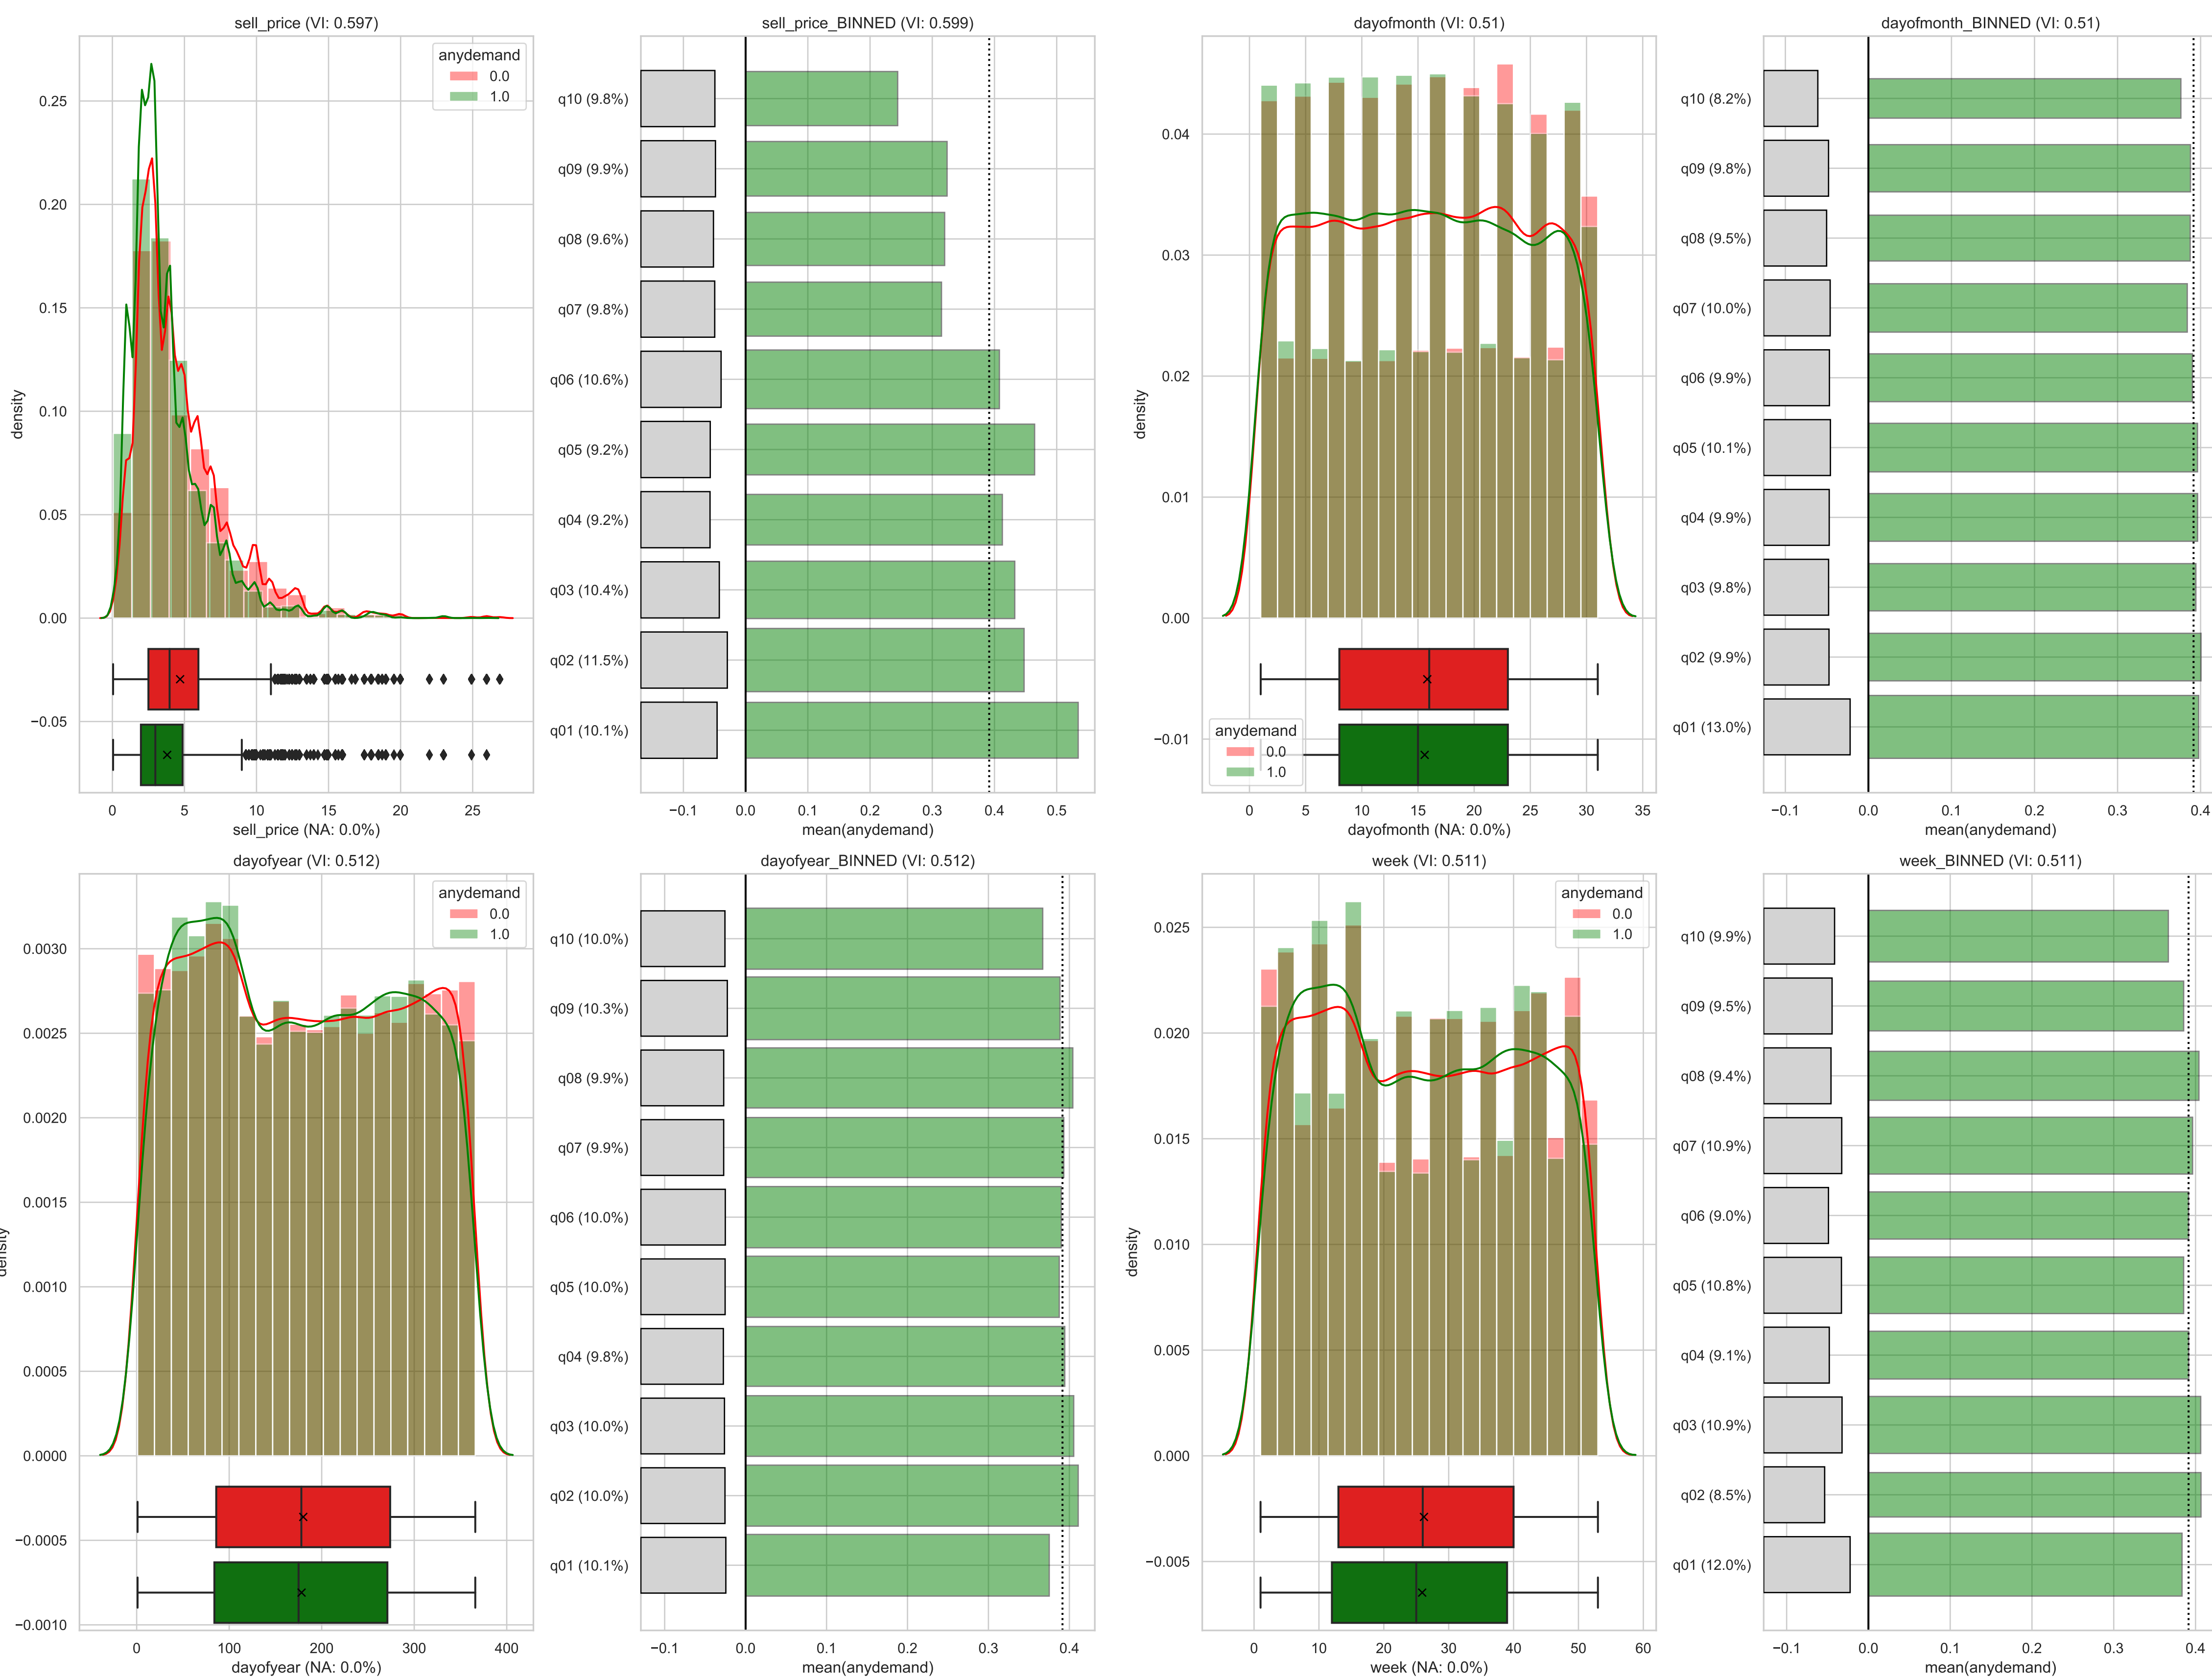 sell_price (VI: 0.597)
density
0.25
0.20
0.15
0.10
0.05
0.00
−0.05
anydemand
0.0
1.0
0
5
10
15
20
25
sell_price (NA: 0.0%)
sell_price_BINNED (VI: 0.599)
q10 (9.8%)
q09 (9.9%)
q08 (9.6%)
q07 (9.8%)
q06 (10.6%)
q05 (9.2%)
q04 (9.2%)
q03 (10.4%)
q02 (11.5%)
q01 (10.1%)
−0.1
0.0
0.1
0.2
0.3
0.4
0.5
mean(anydemand)
dayofmonth (VI: 0.51)
density
0.04
0.03
0.02
0.01
0.00
−0.01
anydemand
0.0
1.0
0
5
10
15
20
25
30
35
dayofmonth (NA: 0.0%)
dayofmonth_BINNED (VI: 0.51)
q10 (8.2%)
q09 (9.8%)
q08 (9.5%)
q07 (10.0%)
q06 (9.9%)
q05 (10.1%)
q04 (9.9%)
q03 (9.8%)
q02 (9.9%)
q01 (13.0%)
−0.1
0.0
0.1
0.2
0.3
0.4
mean(anydemand)
dayofyear (VI: 0.512)
density
0.0030
0.0025
0.0020
0.0015
0.0010
0.0005
0.0000
−0.0005
−0.0010
anydemand
0.0
1.0
0
100
200
300
400
dayofyear (NA: 0.0%)
dayofyear_BINNED (VI: 0.512)
q10 (10.0%)
q09 (10.3%)
q08 (9.9%)
q07 (9.9%)
q06 (10.0%)
q05 (10.0%)
q04 (9.8%)
q03 (10.0%)
q02 (10.0%)
q01 (10.1%)
−0.1
0.0
0.1
0.2
0.3
0.4
mean(anydemand)
week (VI: 0.511)
density
0.025
0.020
0.015
0.010
0.005
0.000
−0.005
anydemand
0.0
1.0
0
10
20
30
40
50
60
week (NA: 0.0%)
week_BINNED (VI: 0.511)
q10 (9.9%)
q09 (9.5%)
q08 (9.4%)
q07 (10.9%)
q06 (9.0%)
q05 (10.8%)
q04 (9.1%)
q03 (10.9%)
q02 (8.5%)
q01 (12.0%)
−0.1
0.0
0.1
0.2
0.3
0.4
mean(anydemand)